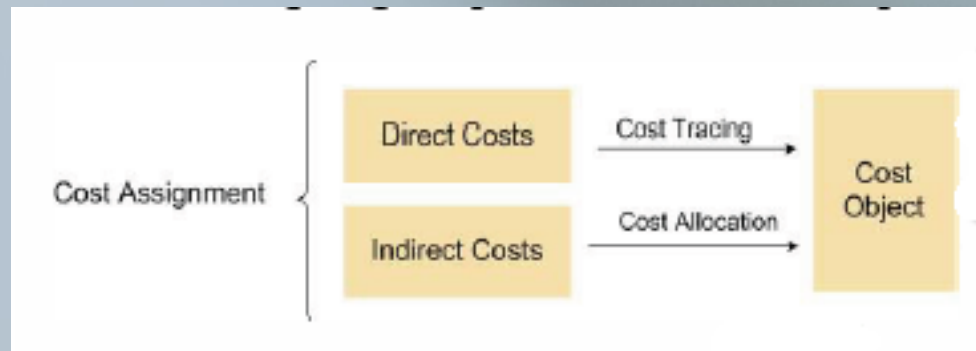 Cost Assignment
Direct Costs
Cost Tracing
Indirect Costs
Cost Allocation
Cost
Object